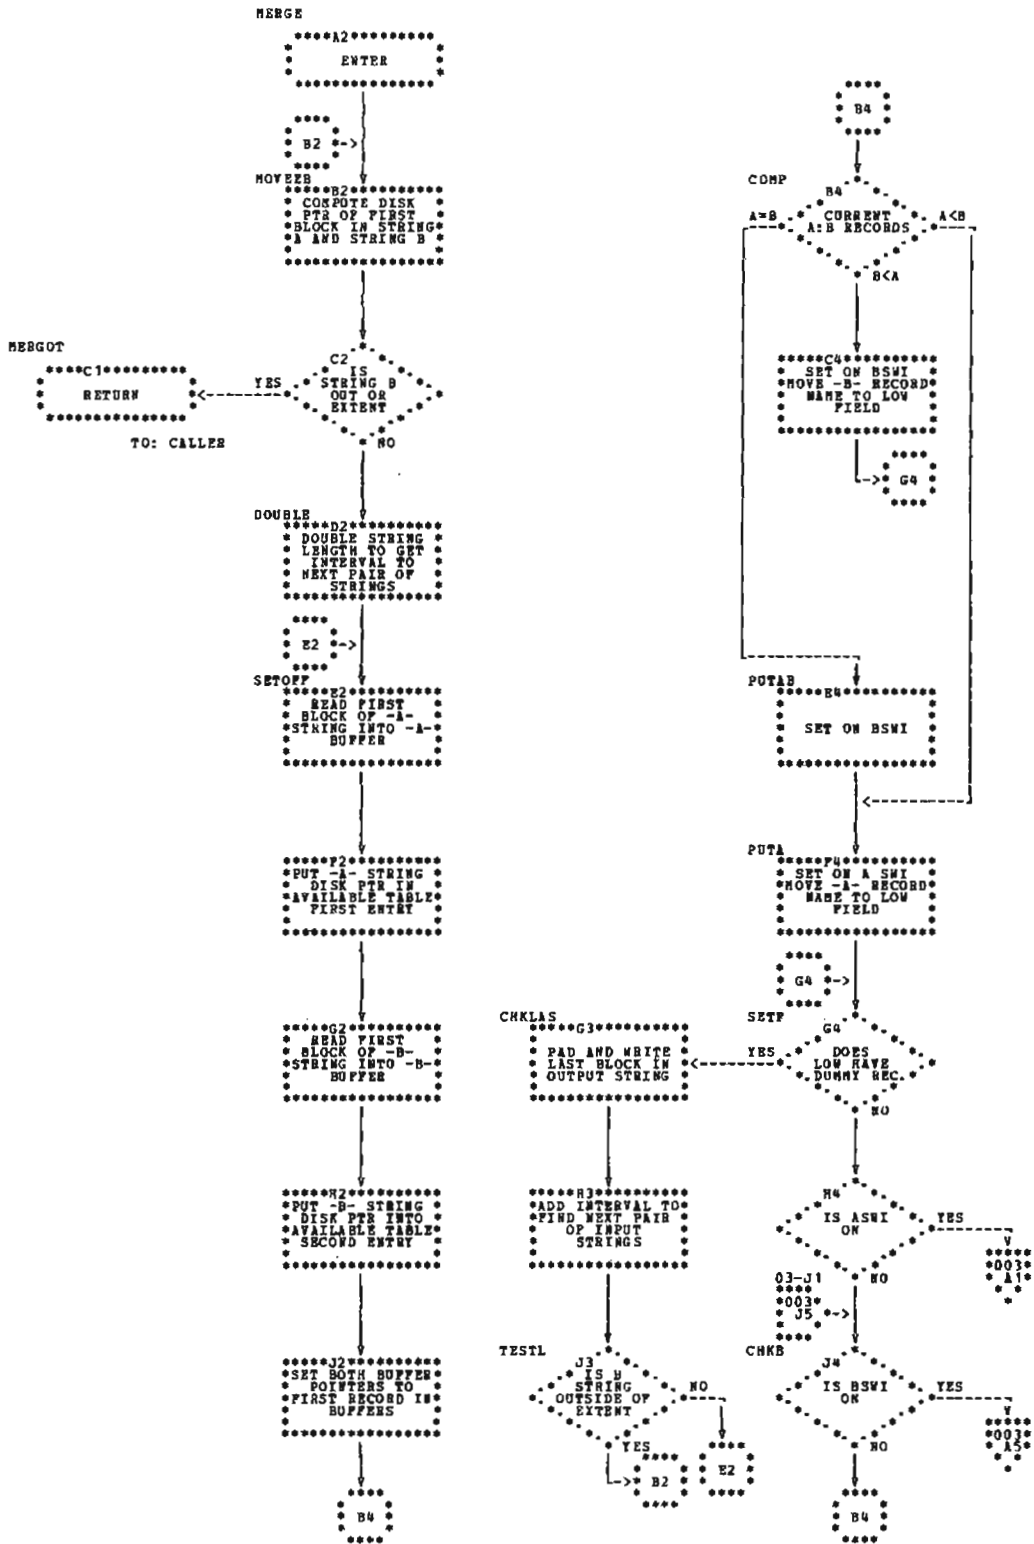 MERGE
A2
ENTER
B2
MOVEZB
B2
COMPUTE DISK
PTR OF FIRST
BLOCK IN STRING
A AND STRING B
MERGOT
C1
RETURN
TO: CALLER
YES
C2
IS
STRING B
OUT OR
EXTENT
NO
DOUBLE
D2
DOUBLE STRING
LENGTH TO GET
INTERVAL TO
NEXT PAIR OF
STRINGS
E2
SETOFF
E2
READ FIRST
BLOCK OF -A-
STRING INTO -A-
BUFFER
F2
PUT -A- STRING
DISK PTR IN
AVAILABLE TABLE
FIRST ENTRY
G2
READ FIRST
BLOCK OF -B-
STRING INTO -B-
BUFFER
H2
PUT -B- STRING
DISK PTR INTO
AVAILABLE TABLE
SECOND ENTRY
J2
SET BOTH BUFFER
POINTERS TO
FIRST RECORD IN
BUFFERS
B4
B4
COMP
B4
A=B
CURRENT
A:B RECORDS
A<B
B<A
C4
SET ON BSWI
MOVE -B- RECORD
NAME TO LOW
FIELD
G4
PUTAB
E4
SET ON BSWI
PUTA
F4
SET ON A SWI
MOVE -A- RECORD
NAME TO LOW
FIELD
G4
SETF
G4
DOES
LOW HAVE
DUMMY REC.
YES
NO
CHKLAS
G3
PAD AND WRITE
LAST BLOCK IN
OUTPUT STRING
H3
ADD INTERVAL TO
FIND NEXT PAIR
OF INPUT
STRINGS
TESTL
J3
IS B
STRING
OUTSIDE OF
EXTENT
NO
YES
B2
E2
H4
IS ASWI
ON
YES
NO
003
A1
03-J1
003
J5
CHKB
J4
IS BSWI
ON
YES
NO
003
A5
B4